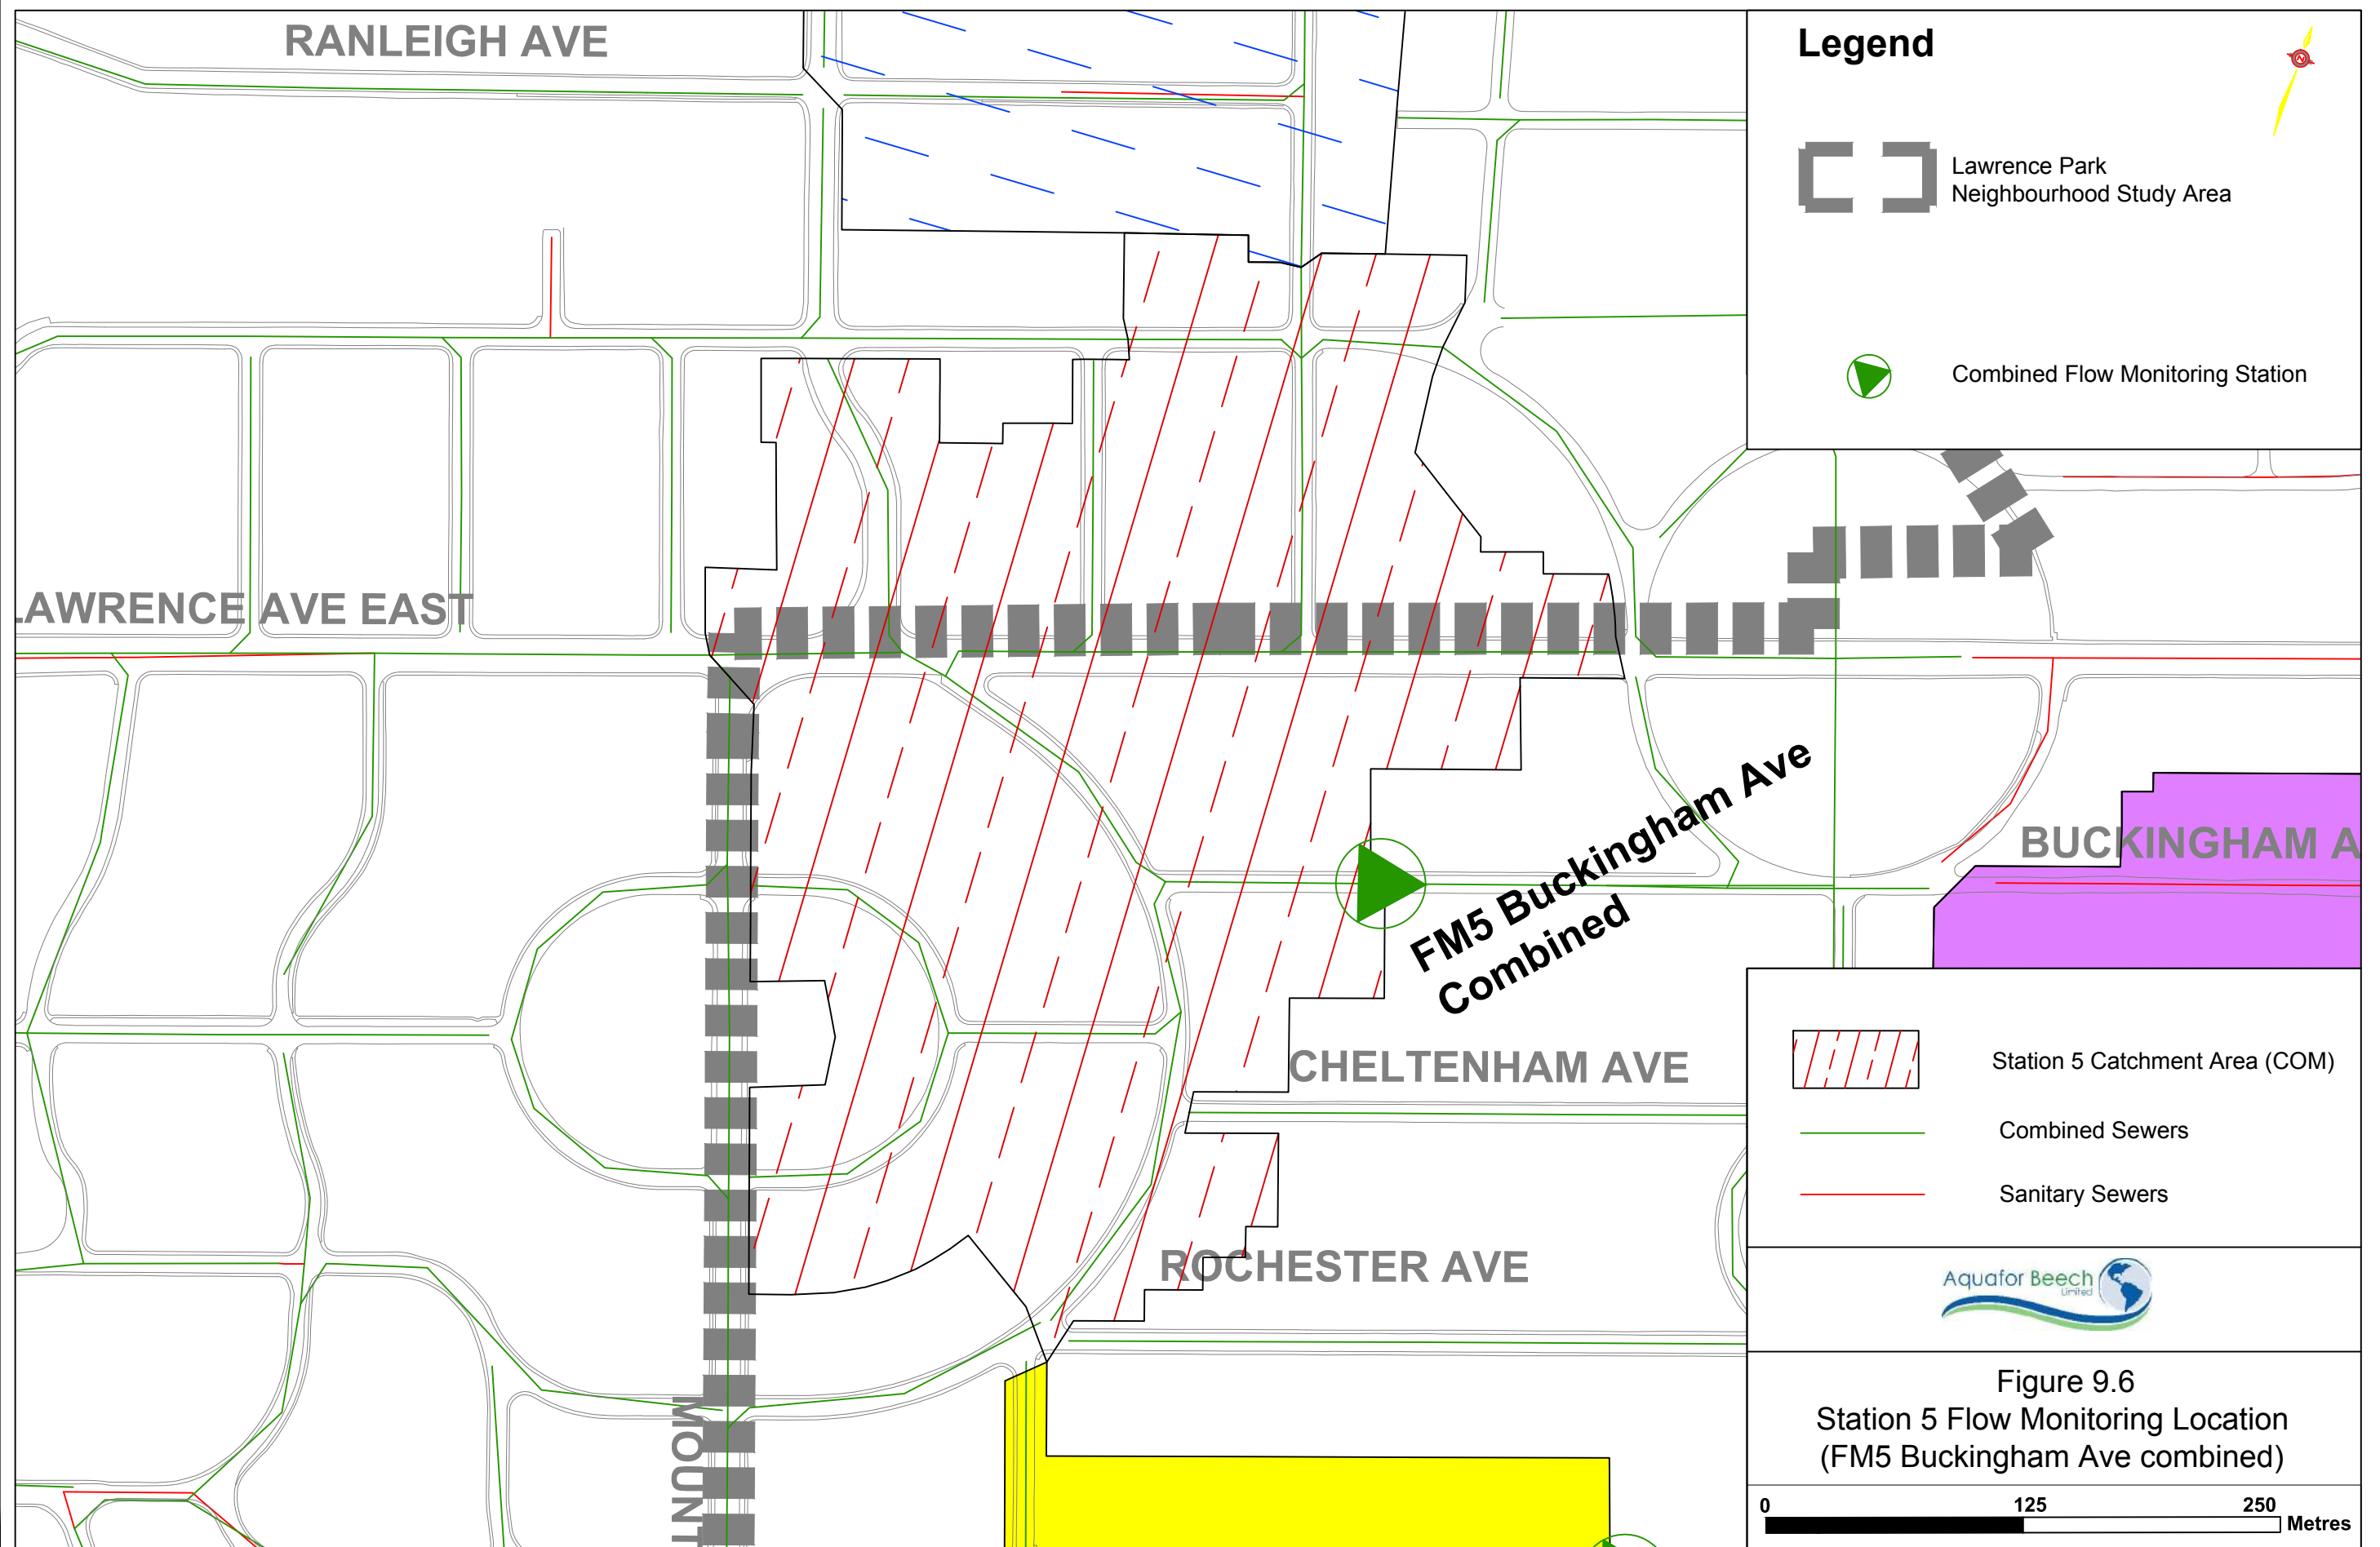 RANLEIGH AVE
LAWRENCE AVE EAST
FM5 Buckingham Ave
Combined
BUCKINGHAM A
CHELTENHAM AVE
ROCHESTER AVE
MOUNT
Legend
N
Lawrence Park
Neighbourhood Study Area
Combined Flow Monitoring Station
Station 5 Catchment Area (COM)
Combined Sewers
Sanitary Sewers
Aquafor Beech
Limited
Figure 9.6
Station 5 Flow Monitoring Location
(FM5 Buckingham Ave combined)
0 125 250
Metres